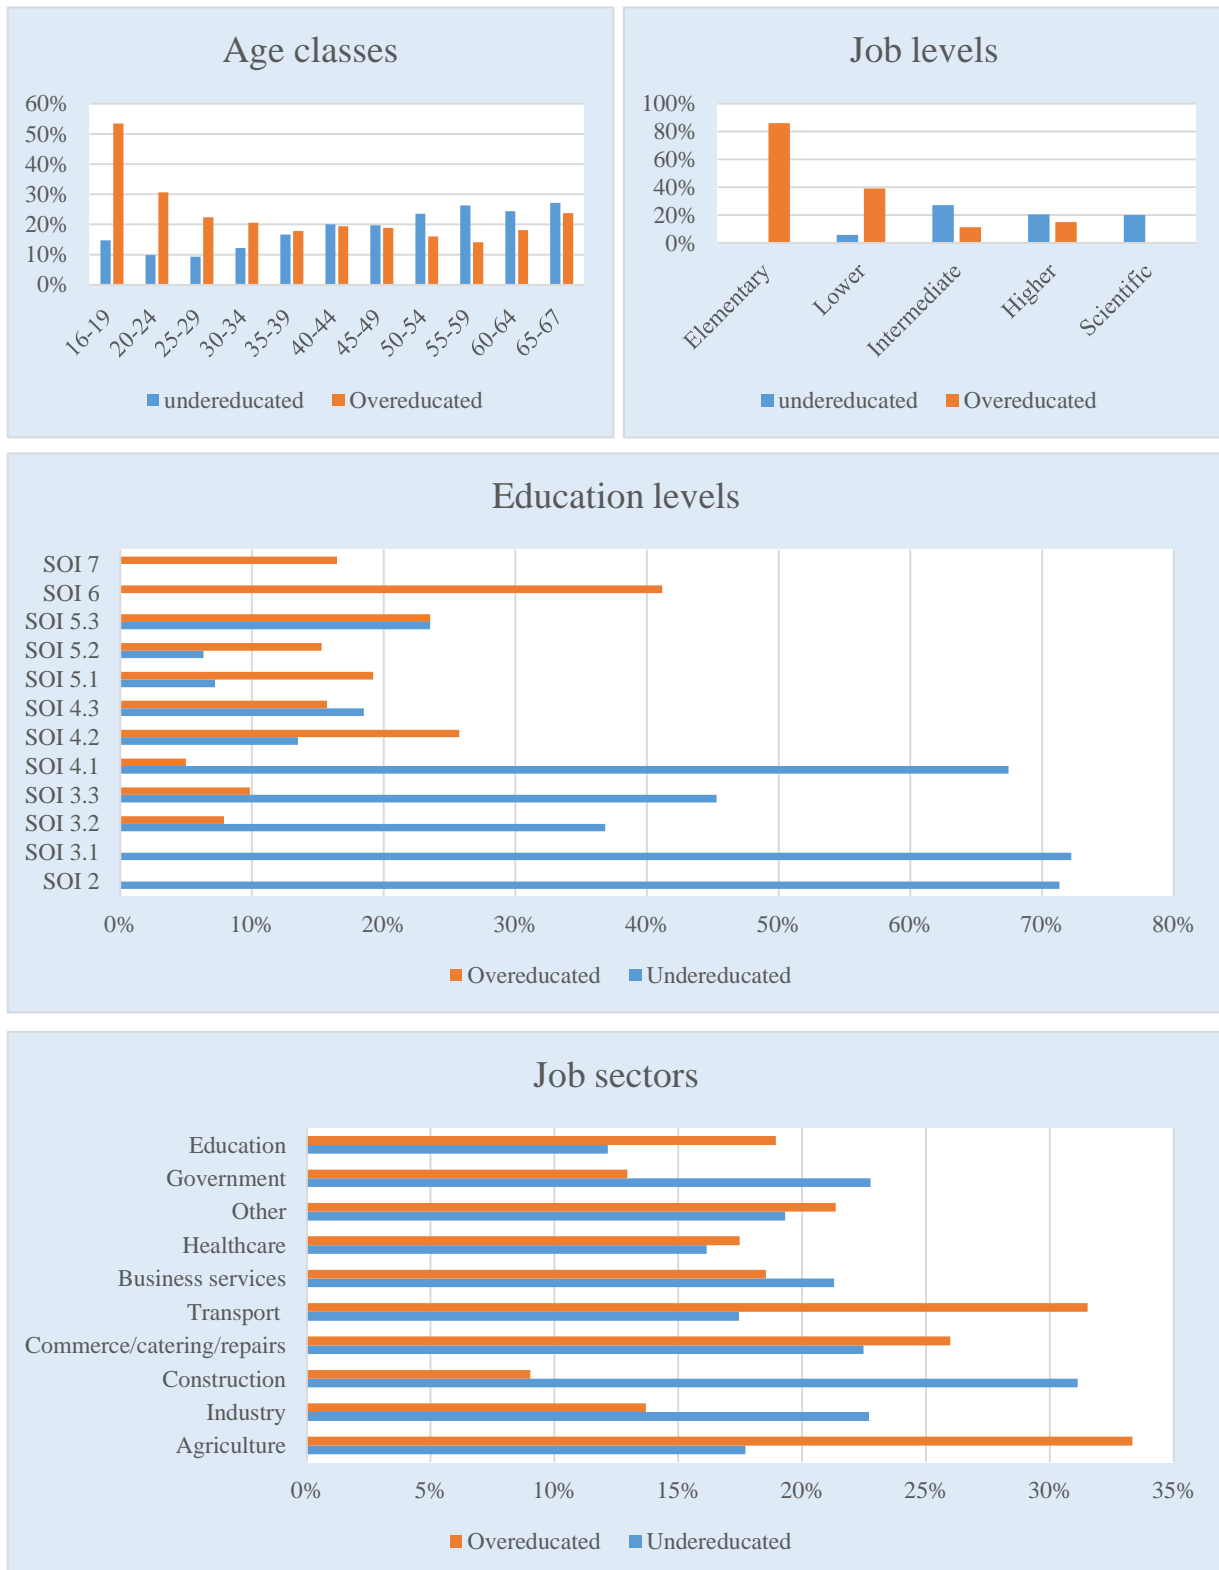 Age classes
60%
50%
40%
30%
20%
10%
0%
16-19
20-24
25-29
30-34
35-39
40-44
45-49
50-54
55-59
60-64
65-67
undereducated Overeducated
Job levels
100%
80%
60%
40%
20%
0%
Elementary
Lower
Intermediate
Higher
Scientific
undereducated Overeducated
Education levels
SOI 7
SOI 6
SOI 5.3
SOI 5.2
SOI 5.1
SOI 4.3
SOI 4.2
SOI 4.1
SOI 3.3
SOI 3.2
SOI 3.1
SOI 2
0% 10% 20% 30% 40% 50% 60% 70% 80%
Overeducated Undereducated
Job sectors
Education
Government
Other
Healthcare
Business services
Transport
Commerce/catering/repairs
Construction
Industry
Agriculture
0% 5% 10% 15% 20% 25% 30% 35%
Overeducated Undereducated